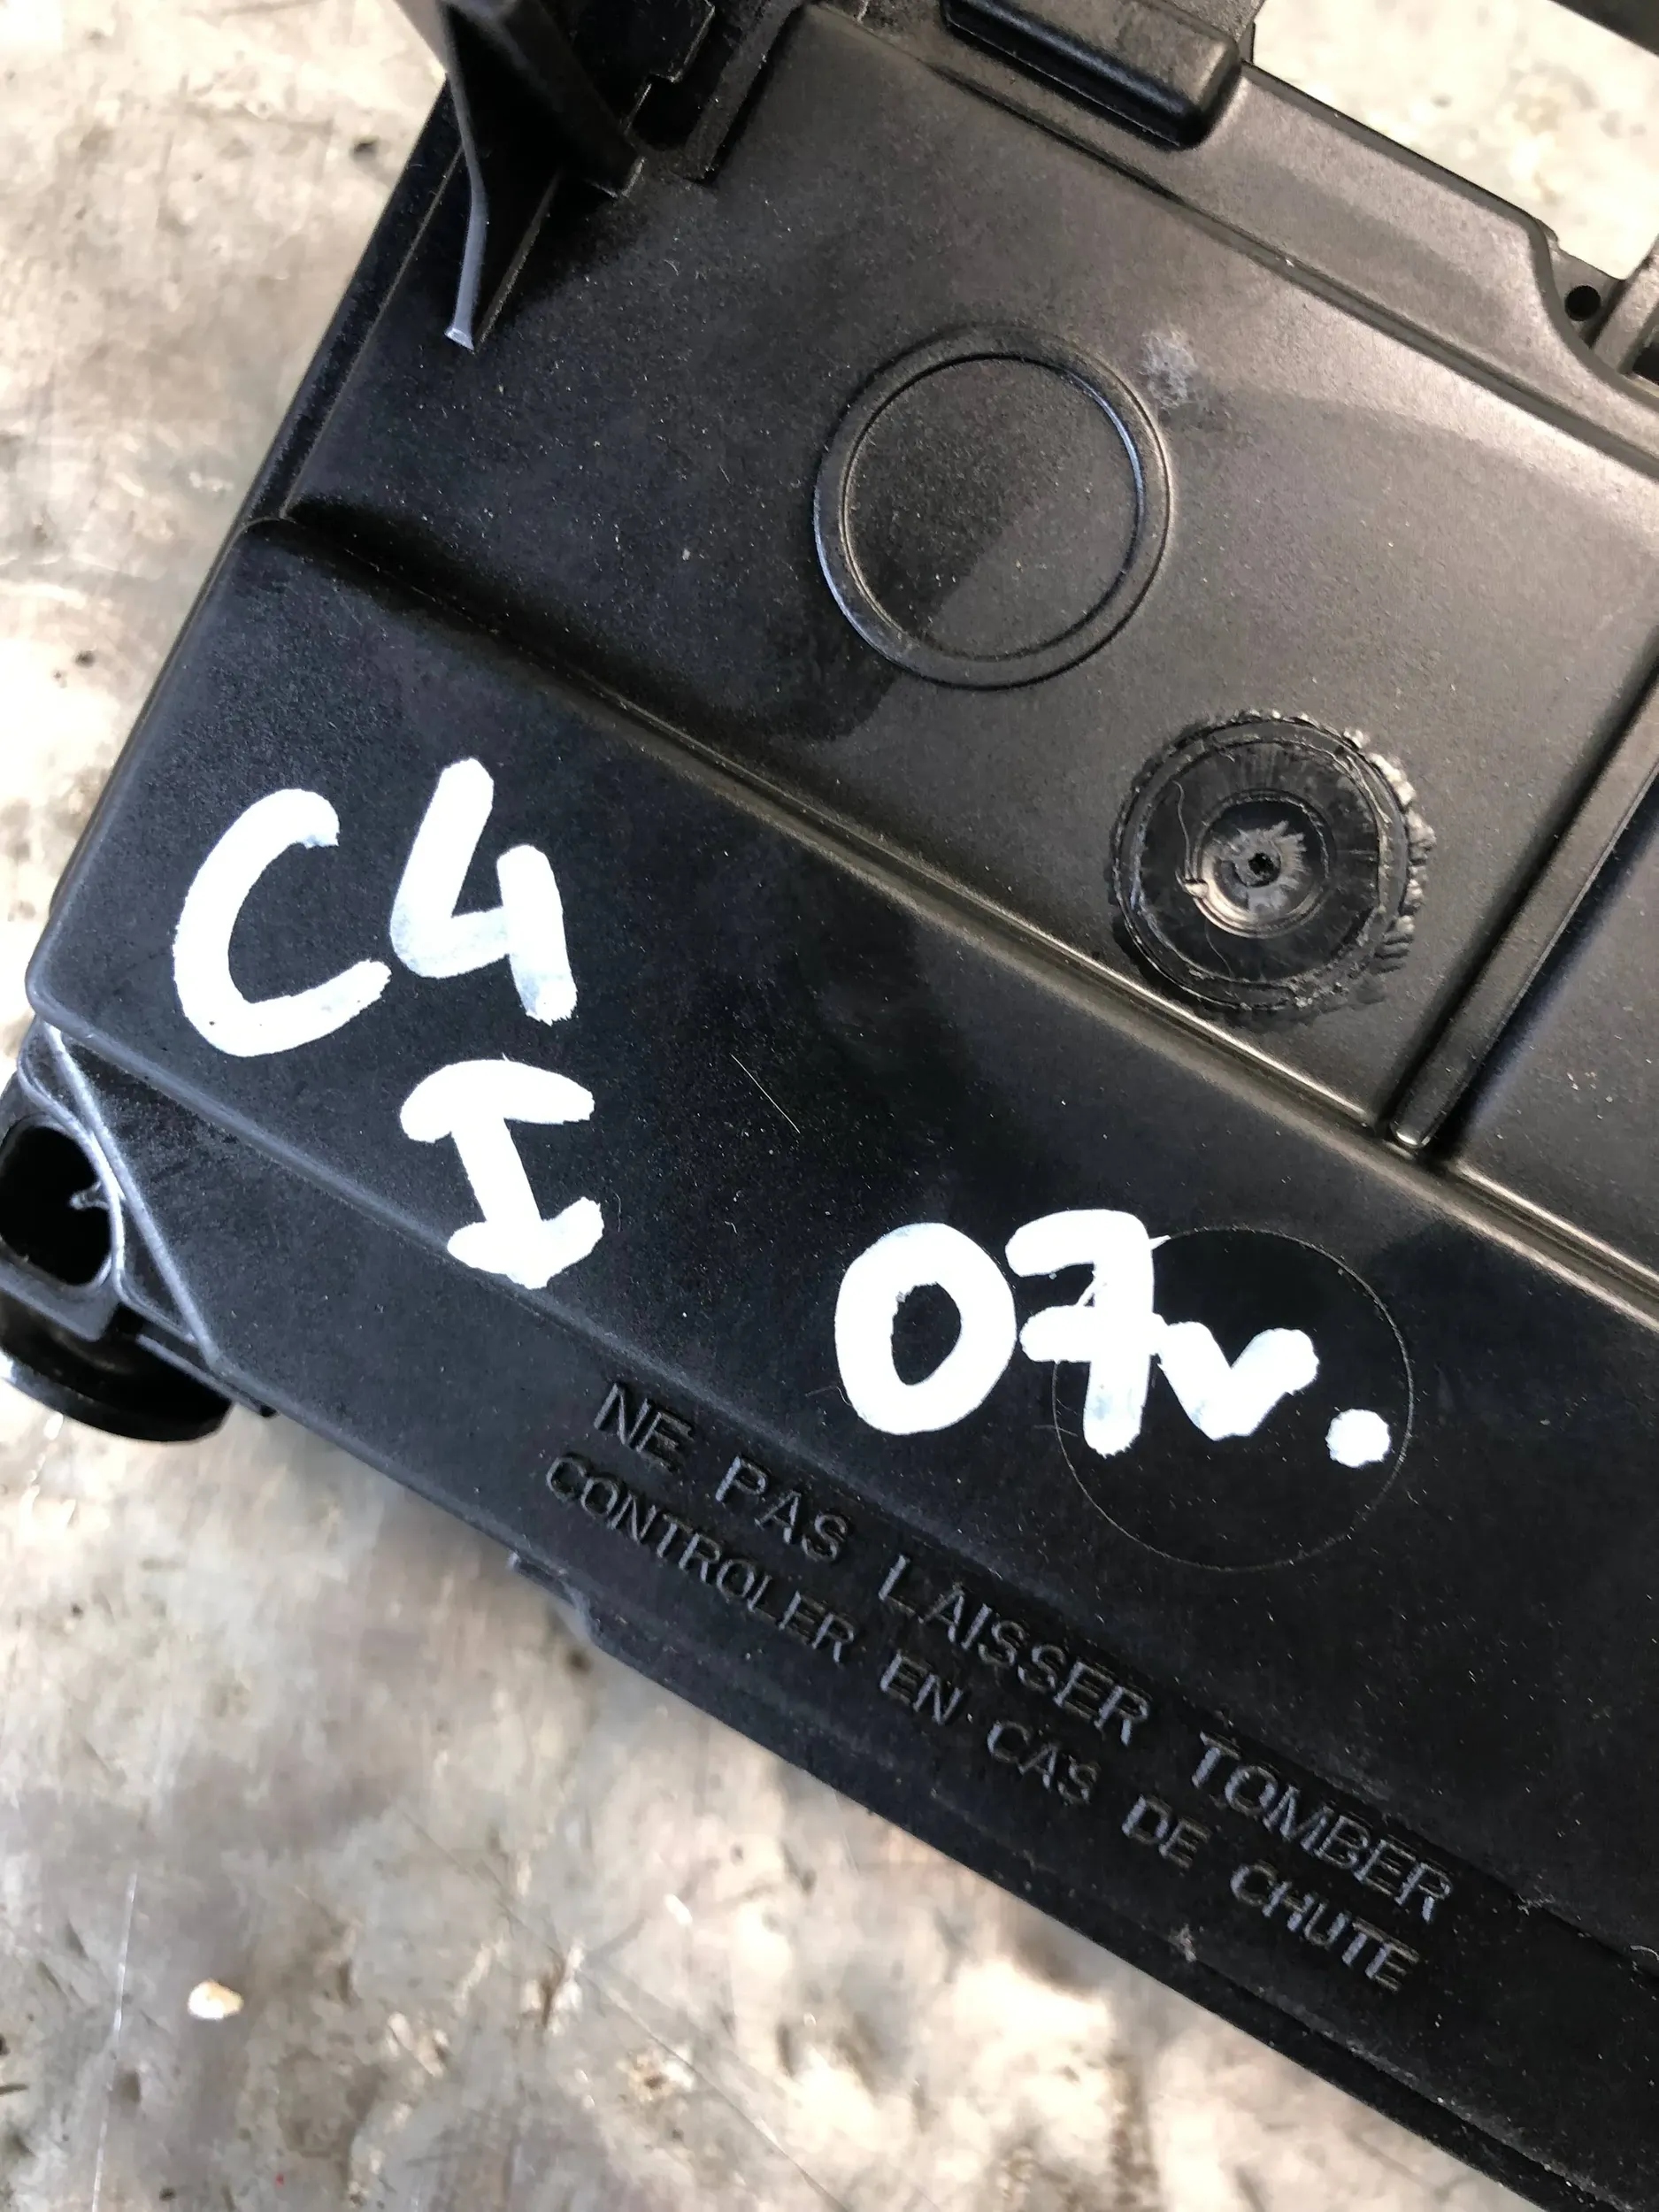 C4
I 07v.
NE PAS LAISSER TOMBER
CONTROLER EN CAS DE CHUTE